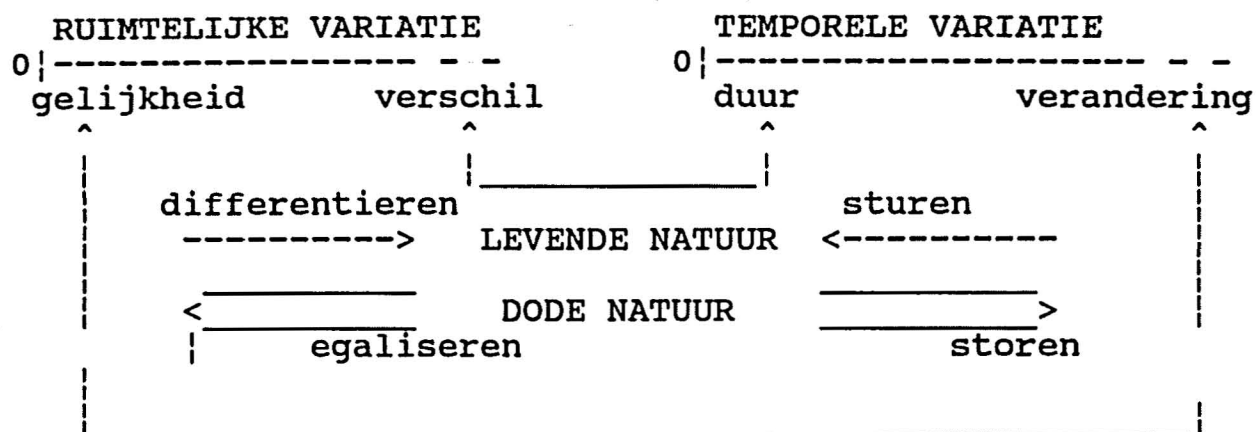 RUIMTELIJKE VARIATIE TEMPORELE VARIATIE
0 0
gelijkheid verschil duur verandering
differentieren sturen
LEVENDE NATUUR
DODE NATUUR
egaliseren storen